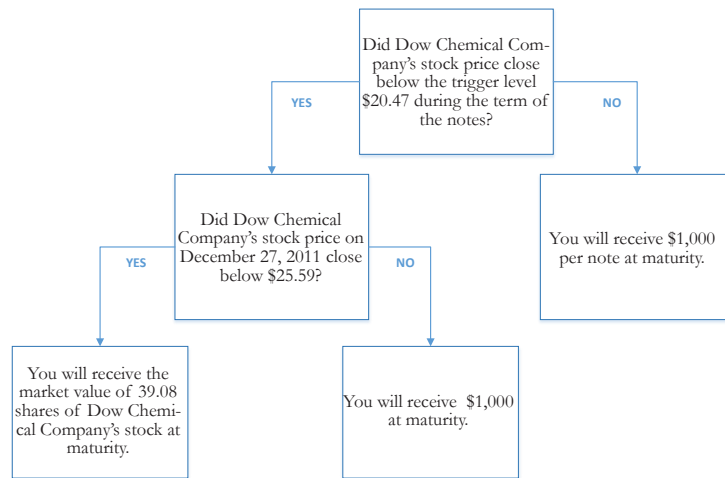 Did Dow Chemical Com-
pany’s stock price close
below the trigger level
$20.47 during the term of
the notes?
YES
NO
Did Dow Chemical
Company’s stock price on
December 27, 2011 close
below $25.59?
You will receive $1,000
per note at maturity.
YES
NO
You will receive the
market value of 39.08
shares of Dow Chemi-
cal Company’s stock at
maturity.
You will receive  $1,000
at maturity.